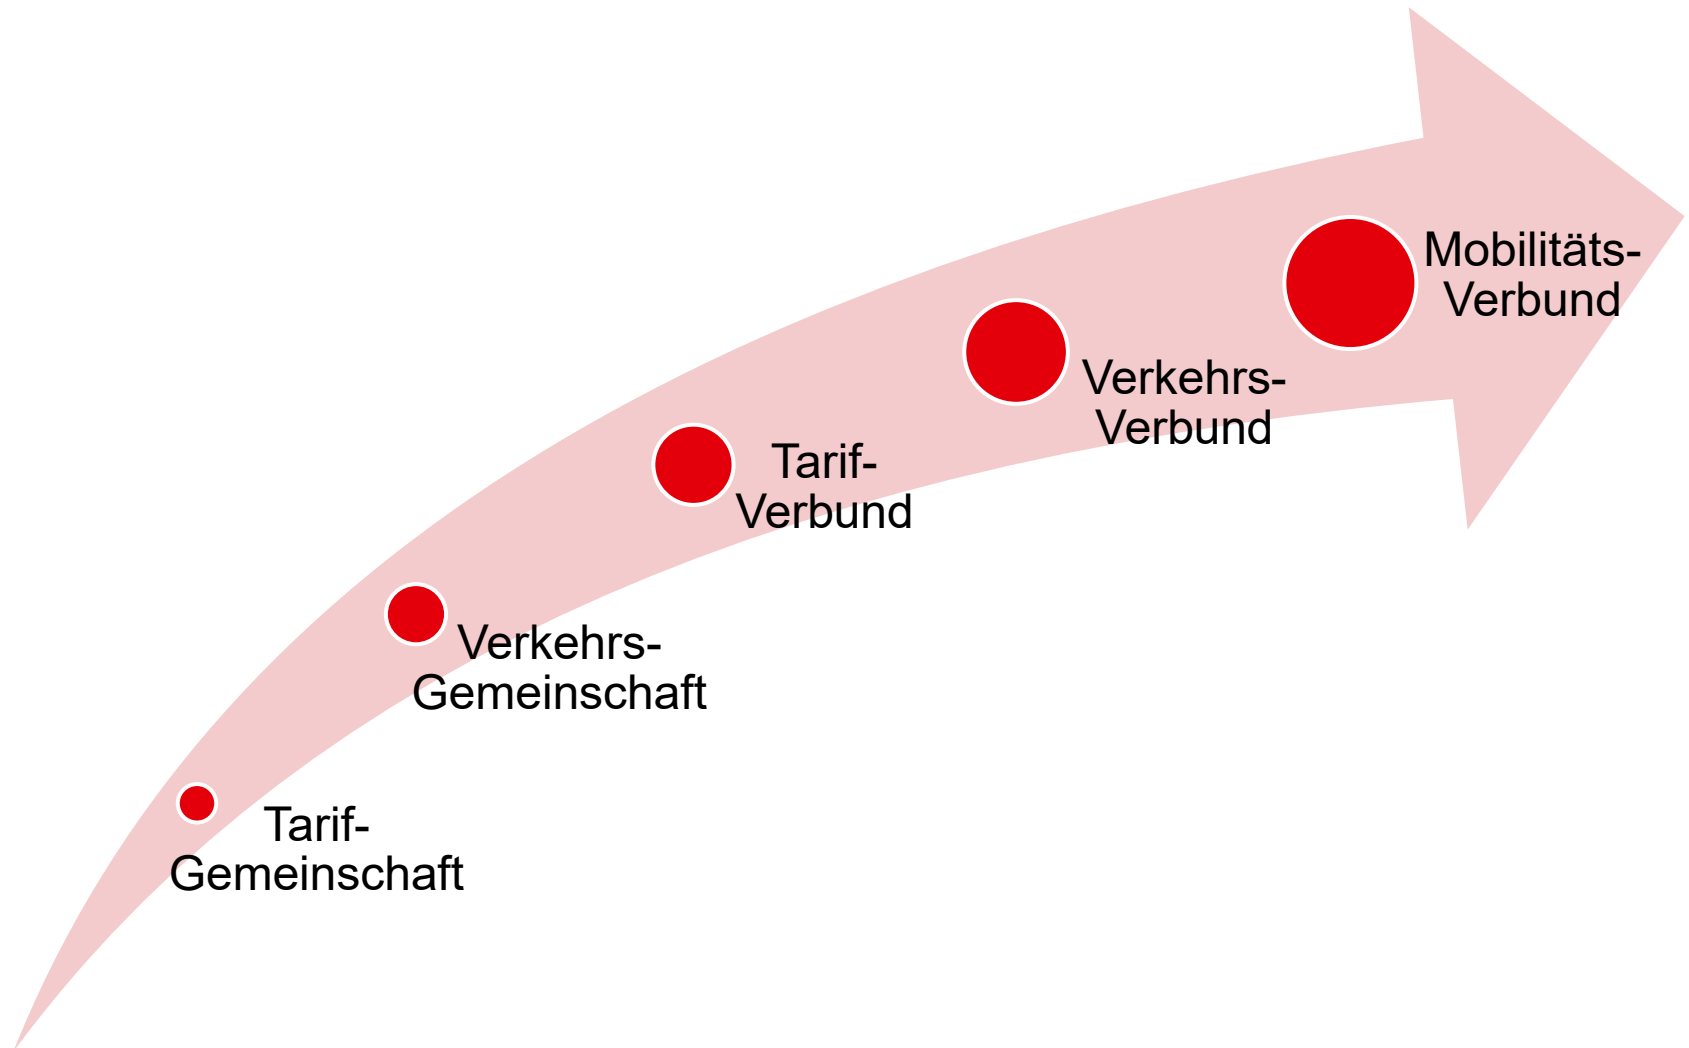 Mobilitäts-
Verbund
Verkehrs-
Verbund
Tarif-
Verbund
Verkehrs-
Gemeinschaft
Tarif-
Gemeinschaft